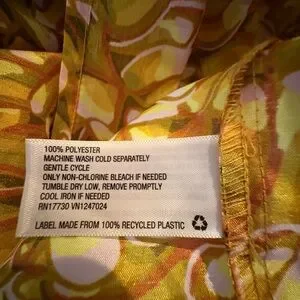 100% POLYESTER
MACHINE WASH COLD SEPARATELY
GENTLE CYCLE
ONLY NON-CHLORINE BLEACH IF NEEDED
TUMBLE DRY LOW, REMOVE PROMPTLY
COOL IRON IF NEEDED
RN17730 VN1247024
LABEL MADE FROM 100% RECYCLED PLASTIC